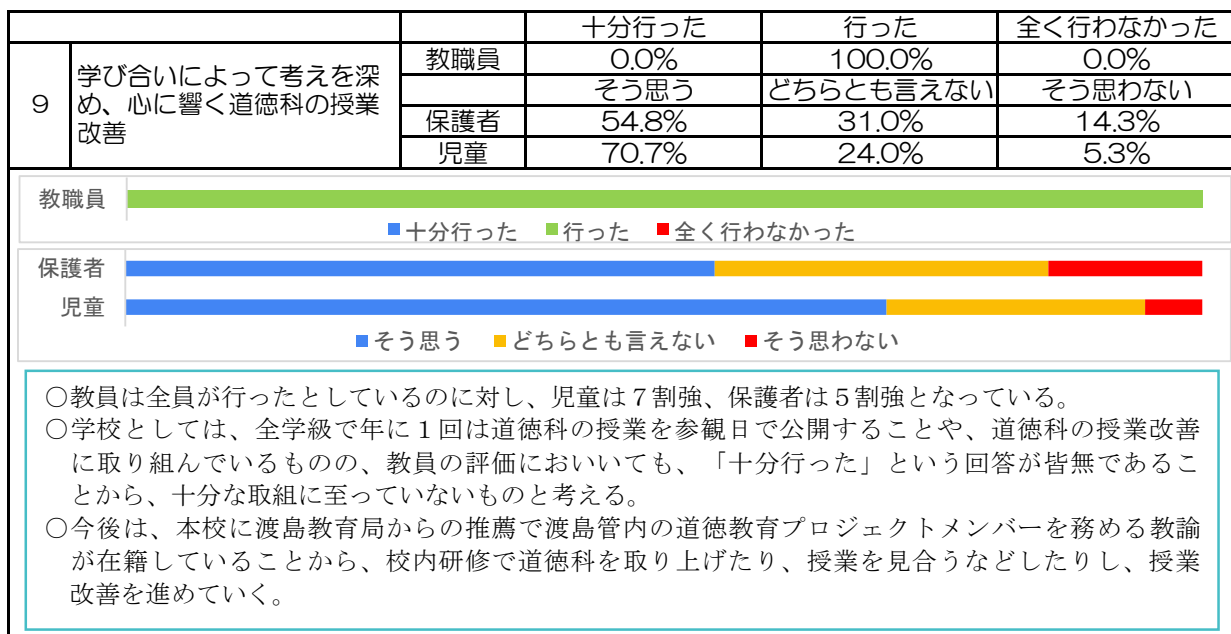 十分行った 行った 全く行わなかった
9 学び合いによって考えを深め、心に響く道徳科の授業改善
教職員 0.0% 100.0% 0.0%
そう思う どちらとも言えない そう思わない
保護者 54.8% 31.0% 14.3%
児童 70.7% 24.0% 5.3%
教職員
十分行った 行った 全く行わなかった
保護者
児童
そう思う どちらとも言えない そう思わない
○教員は全員が行ったとしているのに対し、児童は７割強、保護者は５割強となっている。
○学校としては、全学級で年に１回は道徳科の授業を参観日で公開することや、道徳科の授業改善
に取り組んでいるものの、教員の評価においいても、「十分行った」という回答が皆無であるこ
とから、十分な取組に至っていないものと考える。
○今後は、本校に渡島教育局からの推薦で渡島管内の道徳教育プロジェクトメンバーを務める教諭
が在籍していることから、校内研修で道徳科を取り上げたり、授業を見合うなどしたりし、授業
改善を進めていく。